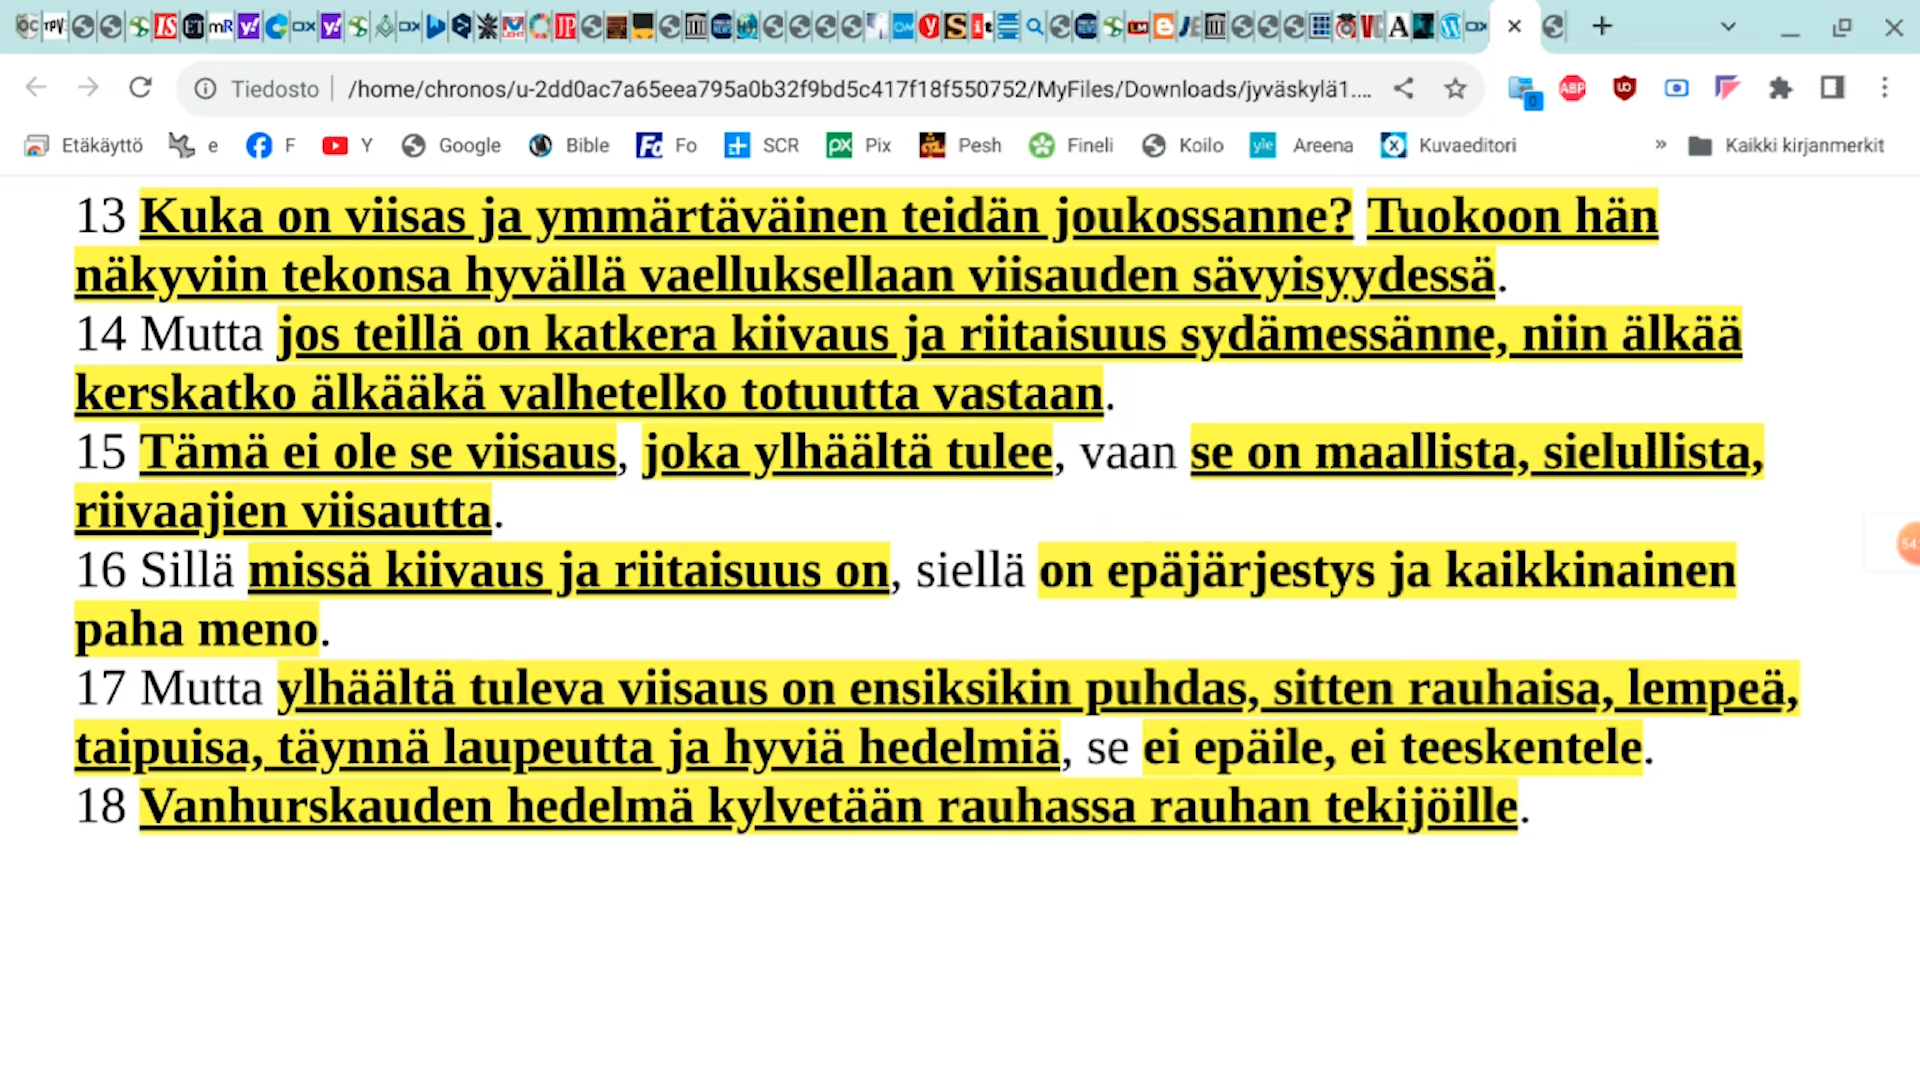 Tiedosto /home/chronos/u-2dd0ac7a65eea795a0b32f9bd5c417f18f550752/MyFiles/Downloads/jyväskylä1....
Etäkäyttö e F Y Google Bible Fo SCR Pix Pesh Fineli Koilo Areena Kuvaeditori » Kaikki kirjanmerkit
13 Kuka on viisas ja ymmärtäväinen teidän joukossanne? Tuokoon hän
näkyviin tekonsa hyvällä vaelluksellaan viisauden sävyisyydessä.
14 Mutta jos teillä on katkera kiivaus ja riitaisuus sydämessänne, niin älkää
kerskatko älkääkä valhetelko totuutta vastaan.
15 Tämä ei ole se viisaus, joka ylhäältä tulee, vaan se on maallista, sielullista,
riivaajien viisautta.
16 Sillä missä kiivaus ja riitaisuus on, siellä on epäjärjestys ja kaikkinainen
paha meno.
17 Mutta ylhäältä tuleva viisaus on ensiksikin puhdas, sitten rauhaisa, lempeä,
taipuisa, täynnä laupeutta ja hyviä hedelmiä, se ei epäile, ei teeskentele.
18 Vanhurskauden hedelmä kylvetään rauhassa rauhan tekijöille.